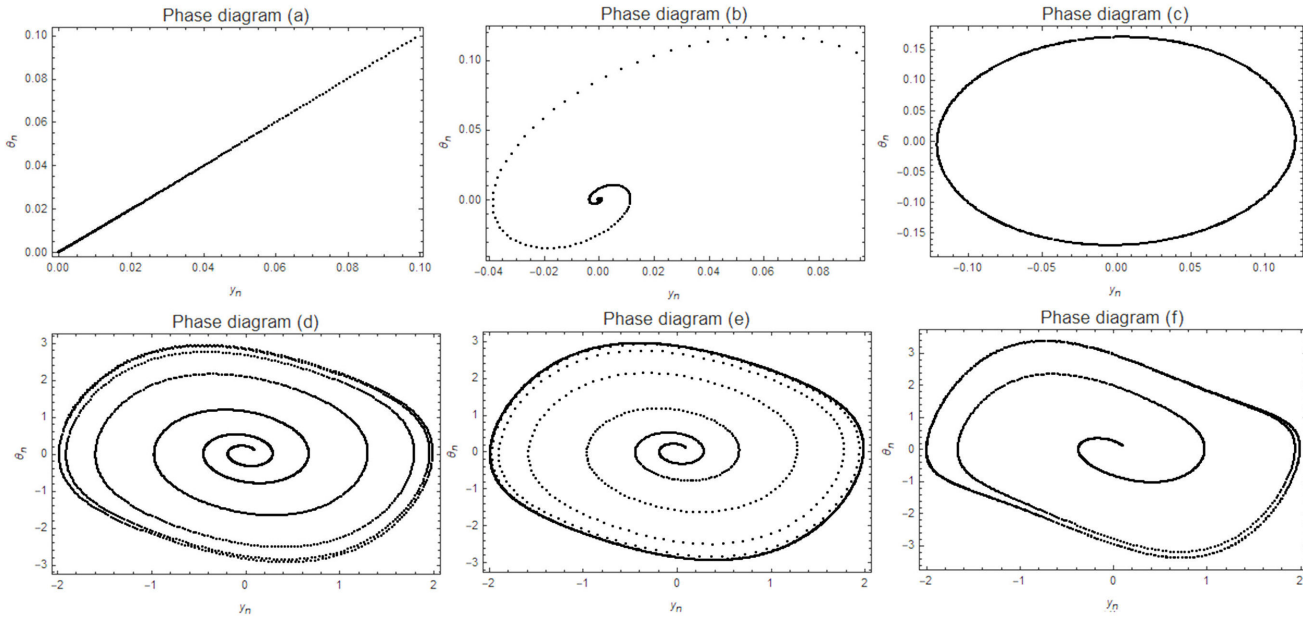 Phase diagram (a)
0.10
0.08
0.06
0.04
0.02
0.00
θn
0.00 0.02 0.04 0.06 0.08 0.10
yn
Phase diagram (b)
0.10
0.05
0.00
θn
−0.04 −0.02 0.00 0.02 0.04 0.06 0.08
yn
Phase diagram (c)
0.15
0.10
0.05
0.00
−0.05
−0.10
−0.15
θn
−0.10 −0.05 0.00 0.05 0.10
yn
Phase diagram (d)
3
2
1
0
−1
−2
−3
θn
−2 −1 0 1 2
yn
Phase diagram (e)
3
2
1
0
−1
−2
−3
θn
−2 −1 0 1 2
yn
Phase diagram (f)
3
2
1
0
−1
−2
−3
θn
−2 −1 0 1 2
yn